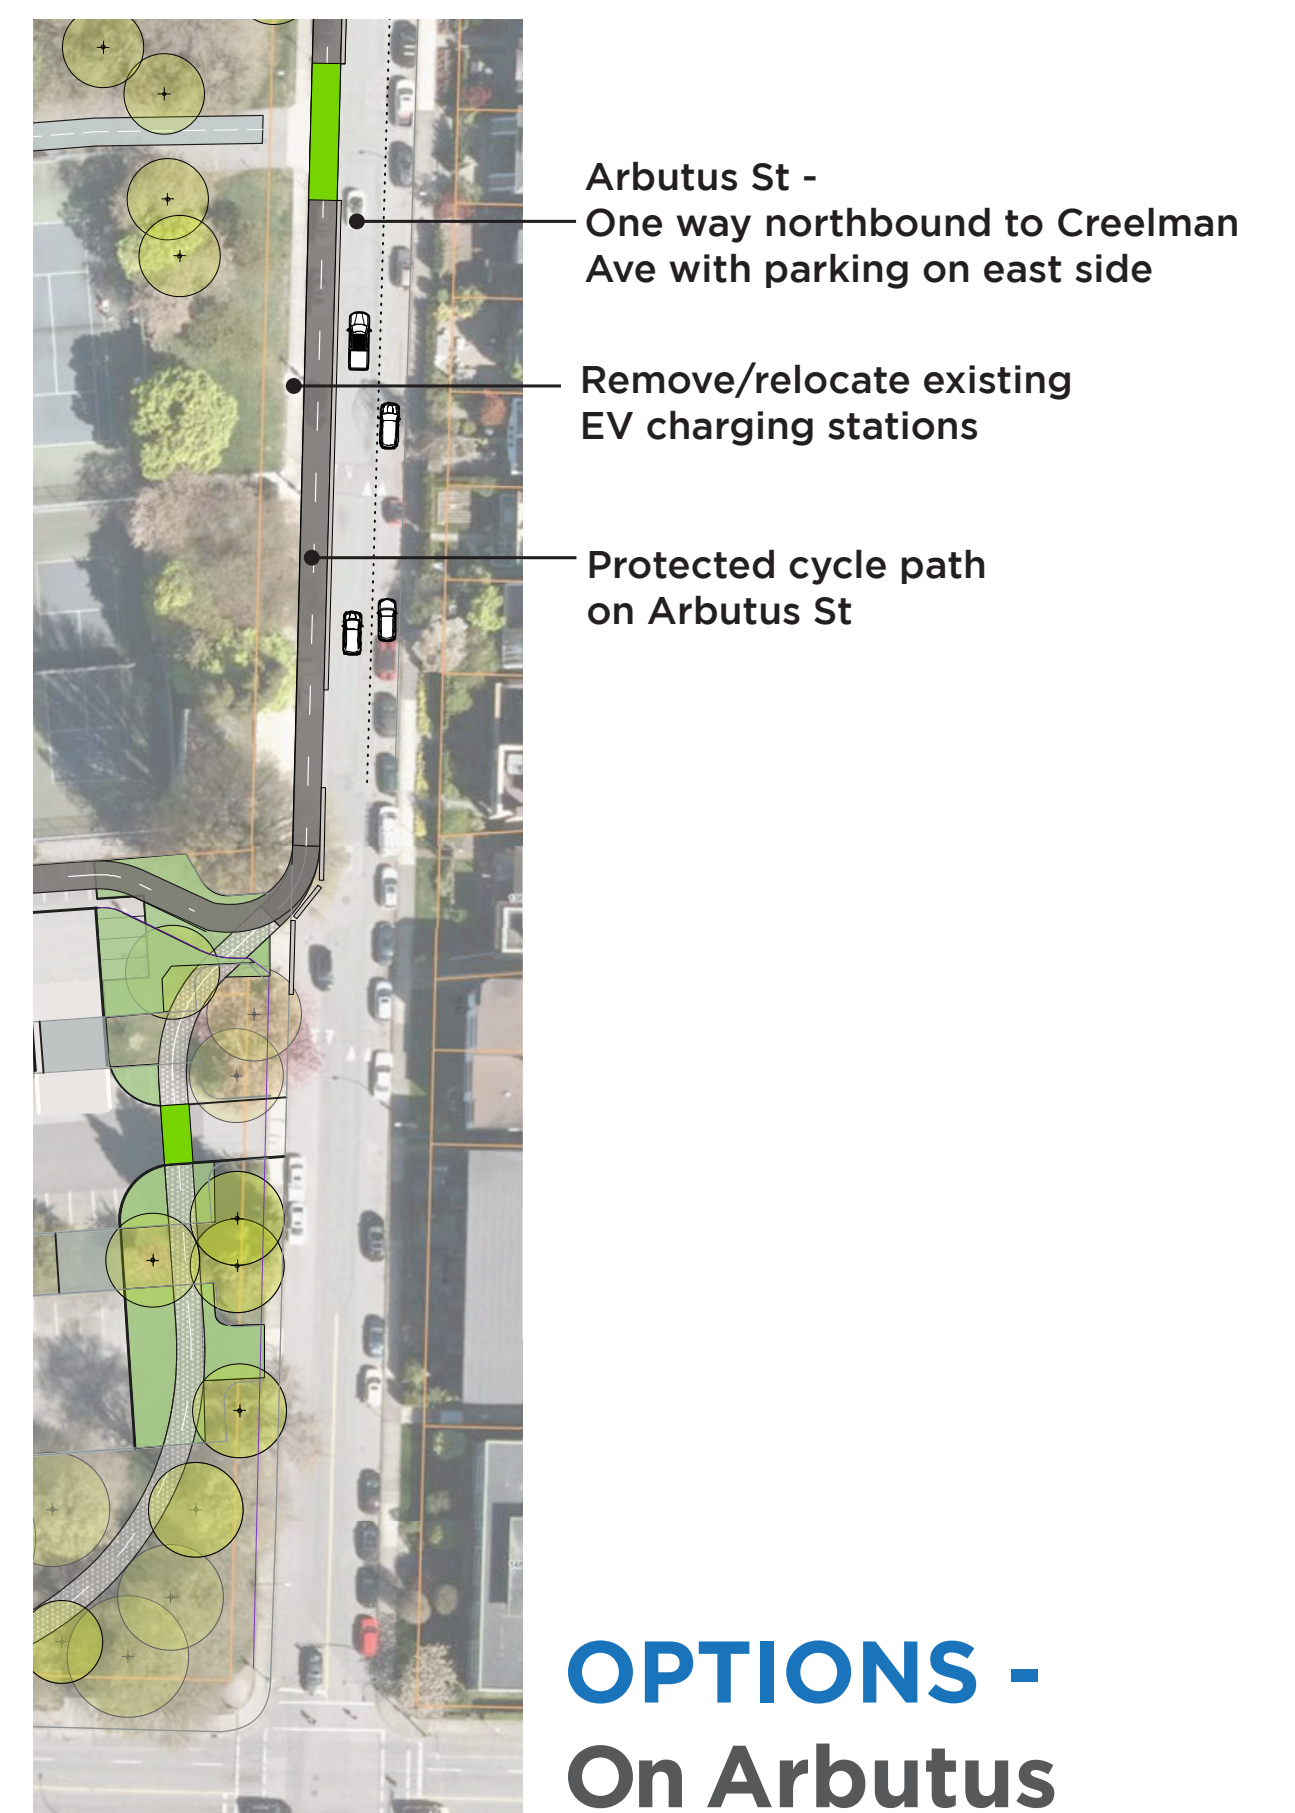 Arbutus St -
One way northbound to Creelman
Ave with parking on east side
Remove/relocate existing
EV charging stations
Protected cycle path
on Arbutus St
OPTIONS -
On Arbutus